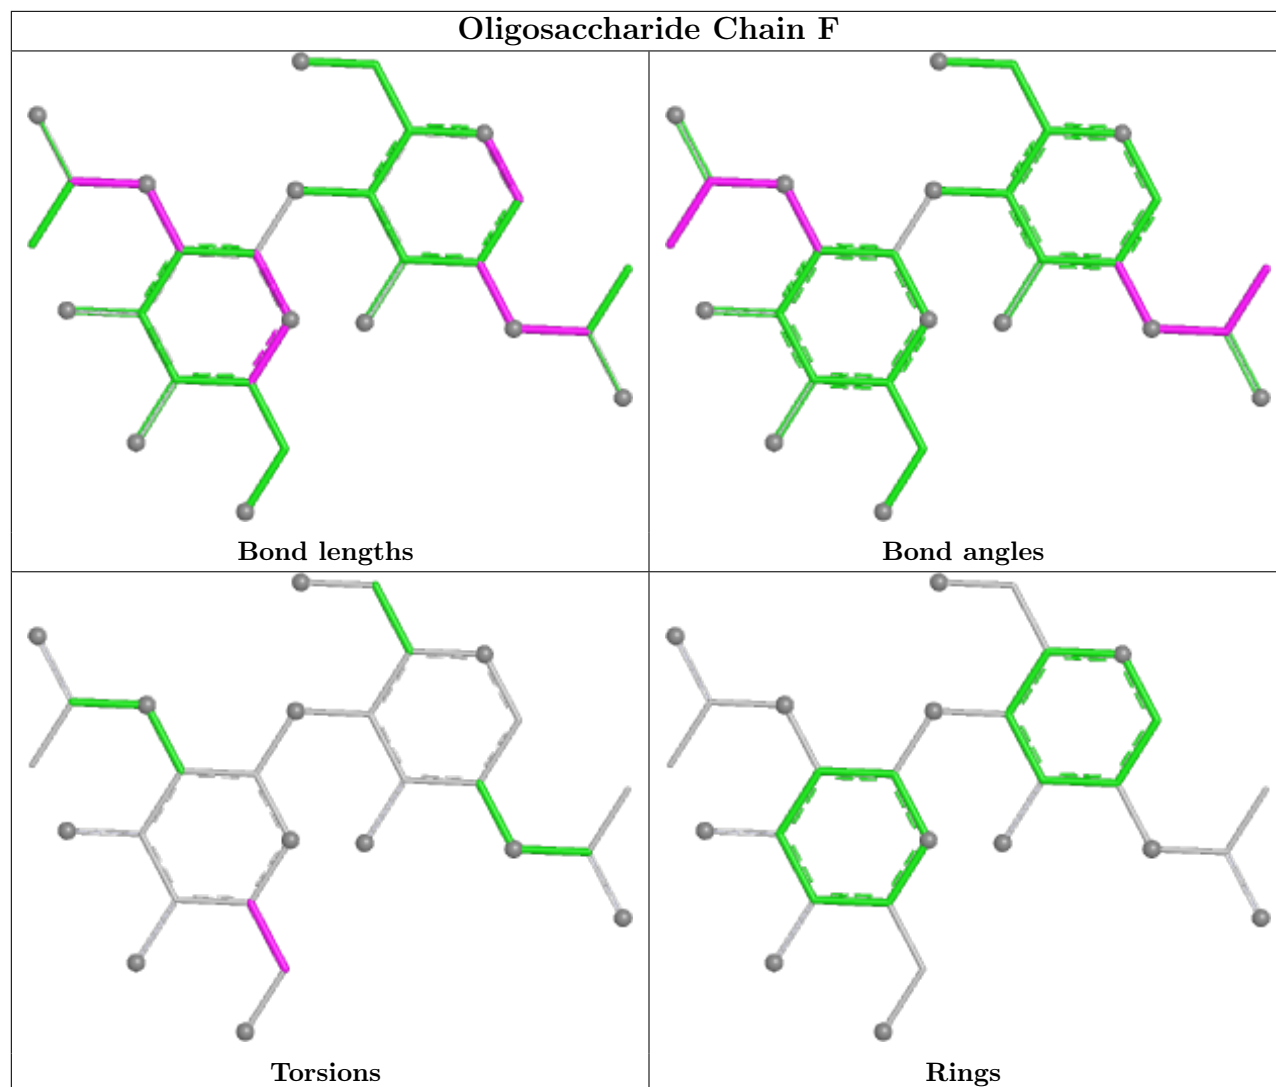 Oligosaccharide Chain F
Bond lengths
Bond angles
Torsions
Rings